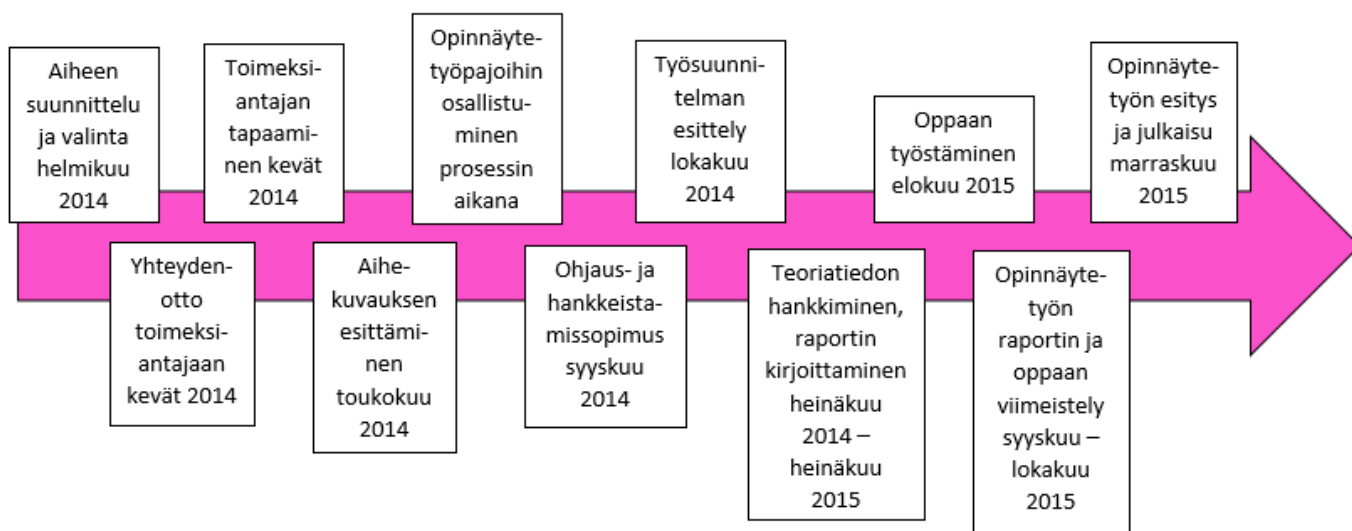 Aiheen
suunnittelu
ja valinta
helmikuu
2014
Yhteyden-
otto
toimeksi-
antajaan
kevät 2014
Toimeksi-
antajan
tapaami-
nen kevät
2014
Aihe-
kuvauksen
esittämi-
nen
toukokuu
2014
Opinnäyte-
työpajoihin
osallistu-
minen
prosessin
aikana
Ohjaus- ja
hankkeista-
missopimus
syyskuu
2014
Työsuunni-
telman
esittely
lokakuu
2014
Teoriatiedon
hankkiminen,
raportin
kirjoittaminen
heinäkuu
2014 –
heinäkuu
2015
Oppaan
työstäminen
elokuu 2015
Opinnäyte-
työn
raportin ja
oppaan
viimeistely
syyskuu –
lokakuu
2015
Opinnäyte-
työn esitys
ja julkaisu
marraskuu
2015